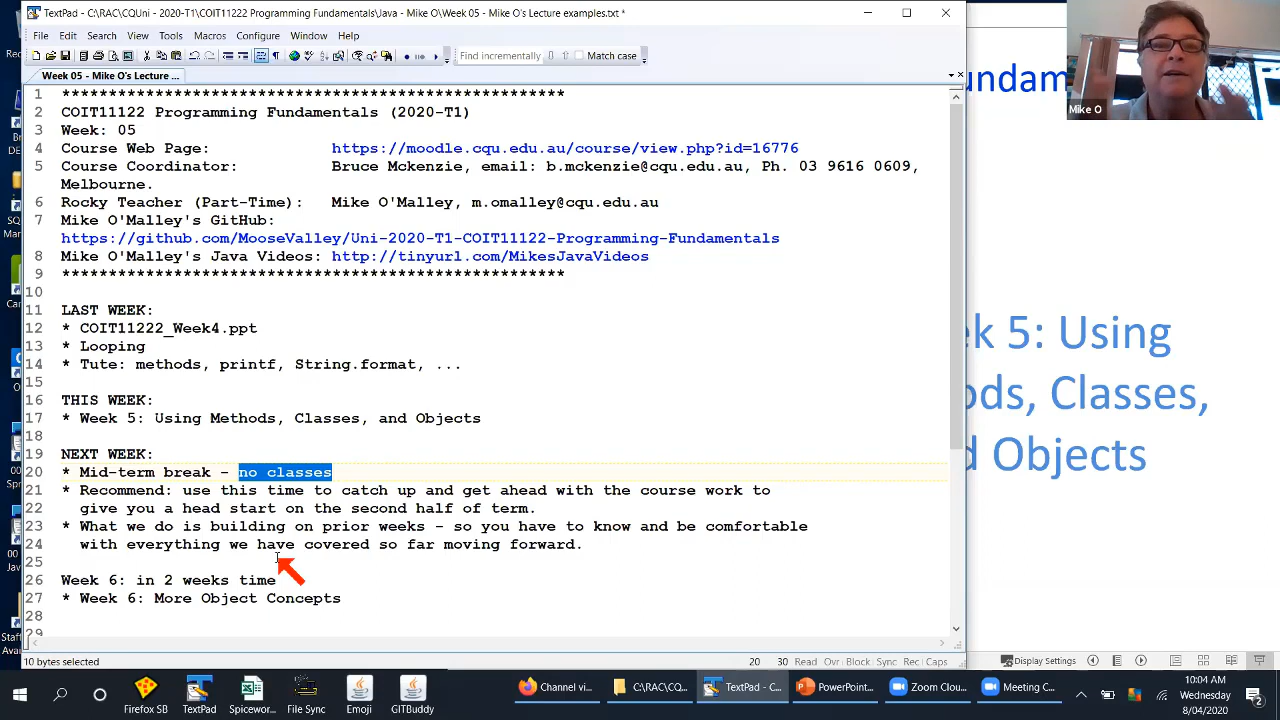 TextPad - C:\RAC\CQUni - 2020-T1\COIT11222 Programming Fundamentals\Java - Mike O's Lecture\Week 05 - Mike O's Lecture examples.txt *
File Edit Search View Tools Macros Configure Window Help
Find incrementally Match case
Week 05 - Mike O's Lecture ...
1 *******************************************************
2 COIT11122 Programming Fundamentals (2020-T1)
3 Week: 05
4 Course Web Page: https://moodle.cqu.edu.au/course/view.php?id=16776
5 Course Coordinator: Bruce Mckenzie, email: b.mckenzie@cqu.edu.au, Ph. 03 9616 0609,
Melbourne.
6 Rocky Teacher (Part-Time): Mike O'Malley, m.omalley@cqu.edu.au
7 Mike O'Malley's GitHub:
https://github.com/MooseValley/Uni-2020-T1-COIT11122-Programming-Fundamentals
8 Mike O'Malley's Java Videos: http://tinyurl.com/MikesJavaVideos
9 *******************************************************
10
11 LAST WEEK:
12 * COIT11222_Week4.ppt
13 * Looping
14 * Tute: methods, printf, String.format, ...
15
16 THIS WEEK:
17 * Week 5: Using Methods, Classes, and Objects
18
19 NEXT WEEK:
20 * Mid-term break - no classes
21 * Recommend: use this time to catch up and get ahead with the course work to
22 give you a head start on the second half of term.
23 * What we do is building on prior weeks - so you have to know and be comfortable
24 with everything we have covered so far moving forward.
25
26 Week 6: in 2 weeks time
27 * Week 6: More Object Concepts
28
29
10 bytes selected 20 30 Read Ovr Block Sync Rec Caps
undam
Mike O
ek 5: Using
ods, Classes,
d Objects
Display Settings
Firefox SB TextPad Spicewor... File Sync Emoji GITBuddy
Channel vi... C:\RAC\CQ... TextPad - C... PowerPoint... Zoom Clou... Meeting C...
10:04 AM
Wednesday
8/04/2020
2